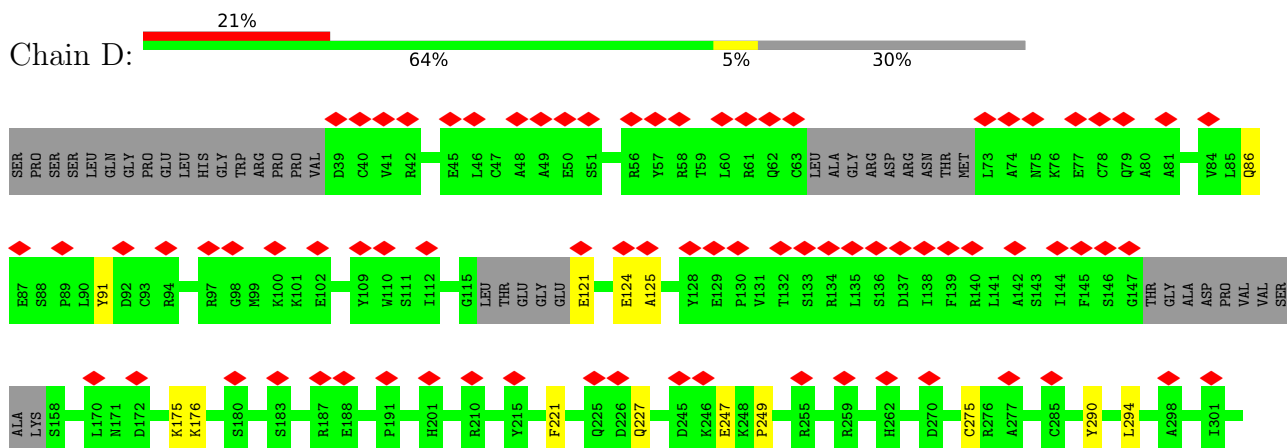 21%
Chain D:
64% 5% 30%
SER PRO SER SER LEU GLN GLY PRO GLU LEU HIS GLY TRP ARG PRO PRO VAL D39 C40 V41 R42 E45 L46 C47 A48 A49 E50 S51 R56 Y57 R58 T59 L60 R61 Q62 C63 LEU ALA GLY ARG ASP ARG ASN THR MET L73 A74 N75 K76 E77 C78 Q79 A80 A81 V84 L85 Q86
E87 S88 P89 L90 Y91 D92 C93 R94 R97 G98 M99 K100 K101 E102 Y109 W110 S111 I112 G115 LEU THR GLU GLY GLU E121 E124 A125 Y128 E129 P130 V131 T132 S133 R134 L135 S136 D137 I138 F139 R140 L141 A142 S143 I144 F145 S146 G147 THR GLY ALA ASP PRO VAL VAL SER
ALA LYS S158 L170 N171 D172 K175 K176 S180 S183 R187 E188 P191 H201 R210 Y215 F221 Q225 D226 Q227 D245 K246 E247 K248 P249 R255 R259 H262 D270 C275 R276 A277 C285 Y290 L294 A298 I301